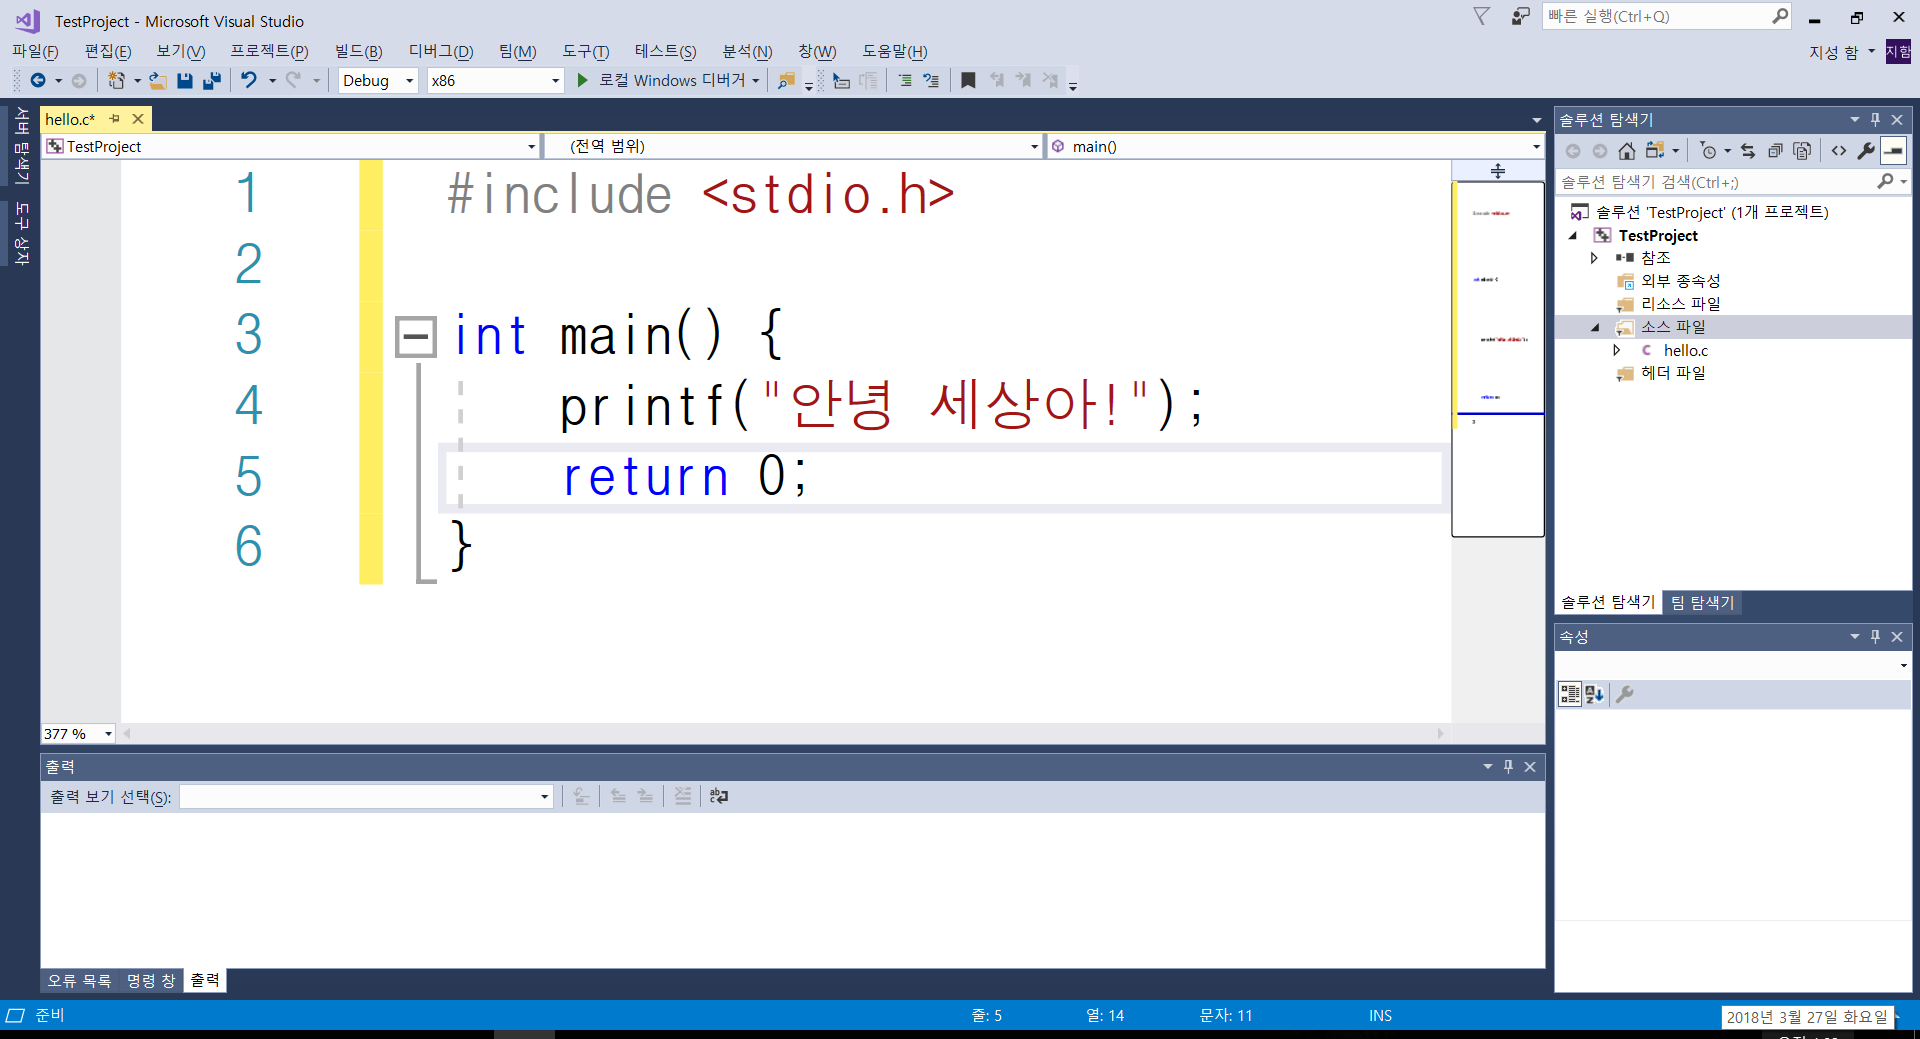 TestProject - Microsoft Visual Studio
빠른 실행(Ctrl+Q)
파일(F) 편집(E) 보기(V) 프로젝트(P) 빌드(B) 디버그(D) 팀(M) 도구(T) 테스트(S) 분석(N) 창(W) 도움말(H)
지성 함
지함
Debug x86 로컬 Windows 디버거
서버 탐색기
도구 상자
hello.c*
TestProject (전역 범위) main()
1 #include <stdio.h>
2
3 int main() {
4 printf("안녕 세상아!");
5 return 0;
6 }
377 %
출력
출력 보기 선택(S):
오류 목록 명령 창 출력
솔루션 탐색기
솔루션 탐색기 검색(Ctrl+;)
솔루션 'TestProject' (1개 프로젝트)
TestProject
참조
외부 종속성
리소스 파일
소스 파일
hello.c
헤더 파일
솔루션 탐색기 팀 탐색기
속성
준비 줄: 5 열: 14 문자: 11 INS
2018년 3월 27일 화요일